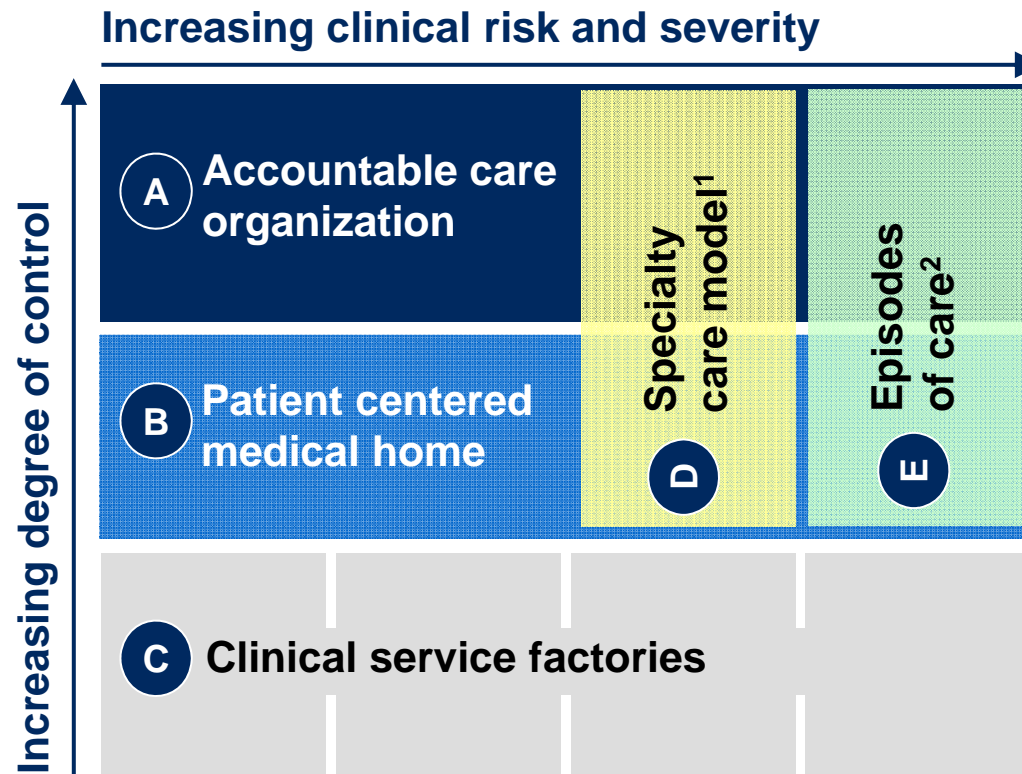 Increasing clinical risk and severity
Increasing degree of control
A
Accountable care
organization
B
Patient centered
medical home
C
Clinical service factories
Specialty
care model¹
D
Episodes
of care²
E